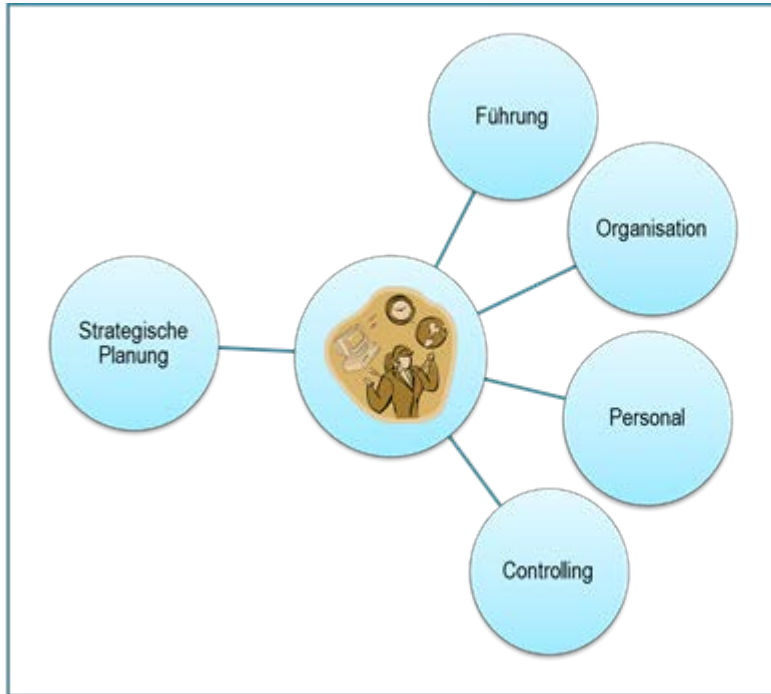 Führung
Organisation
Strategische
Planung
Personal
Controlling